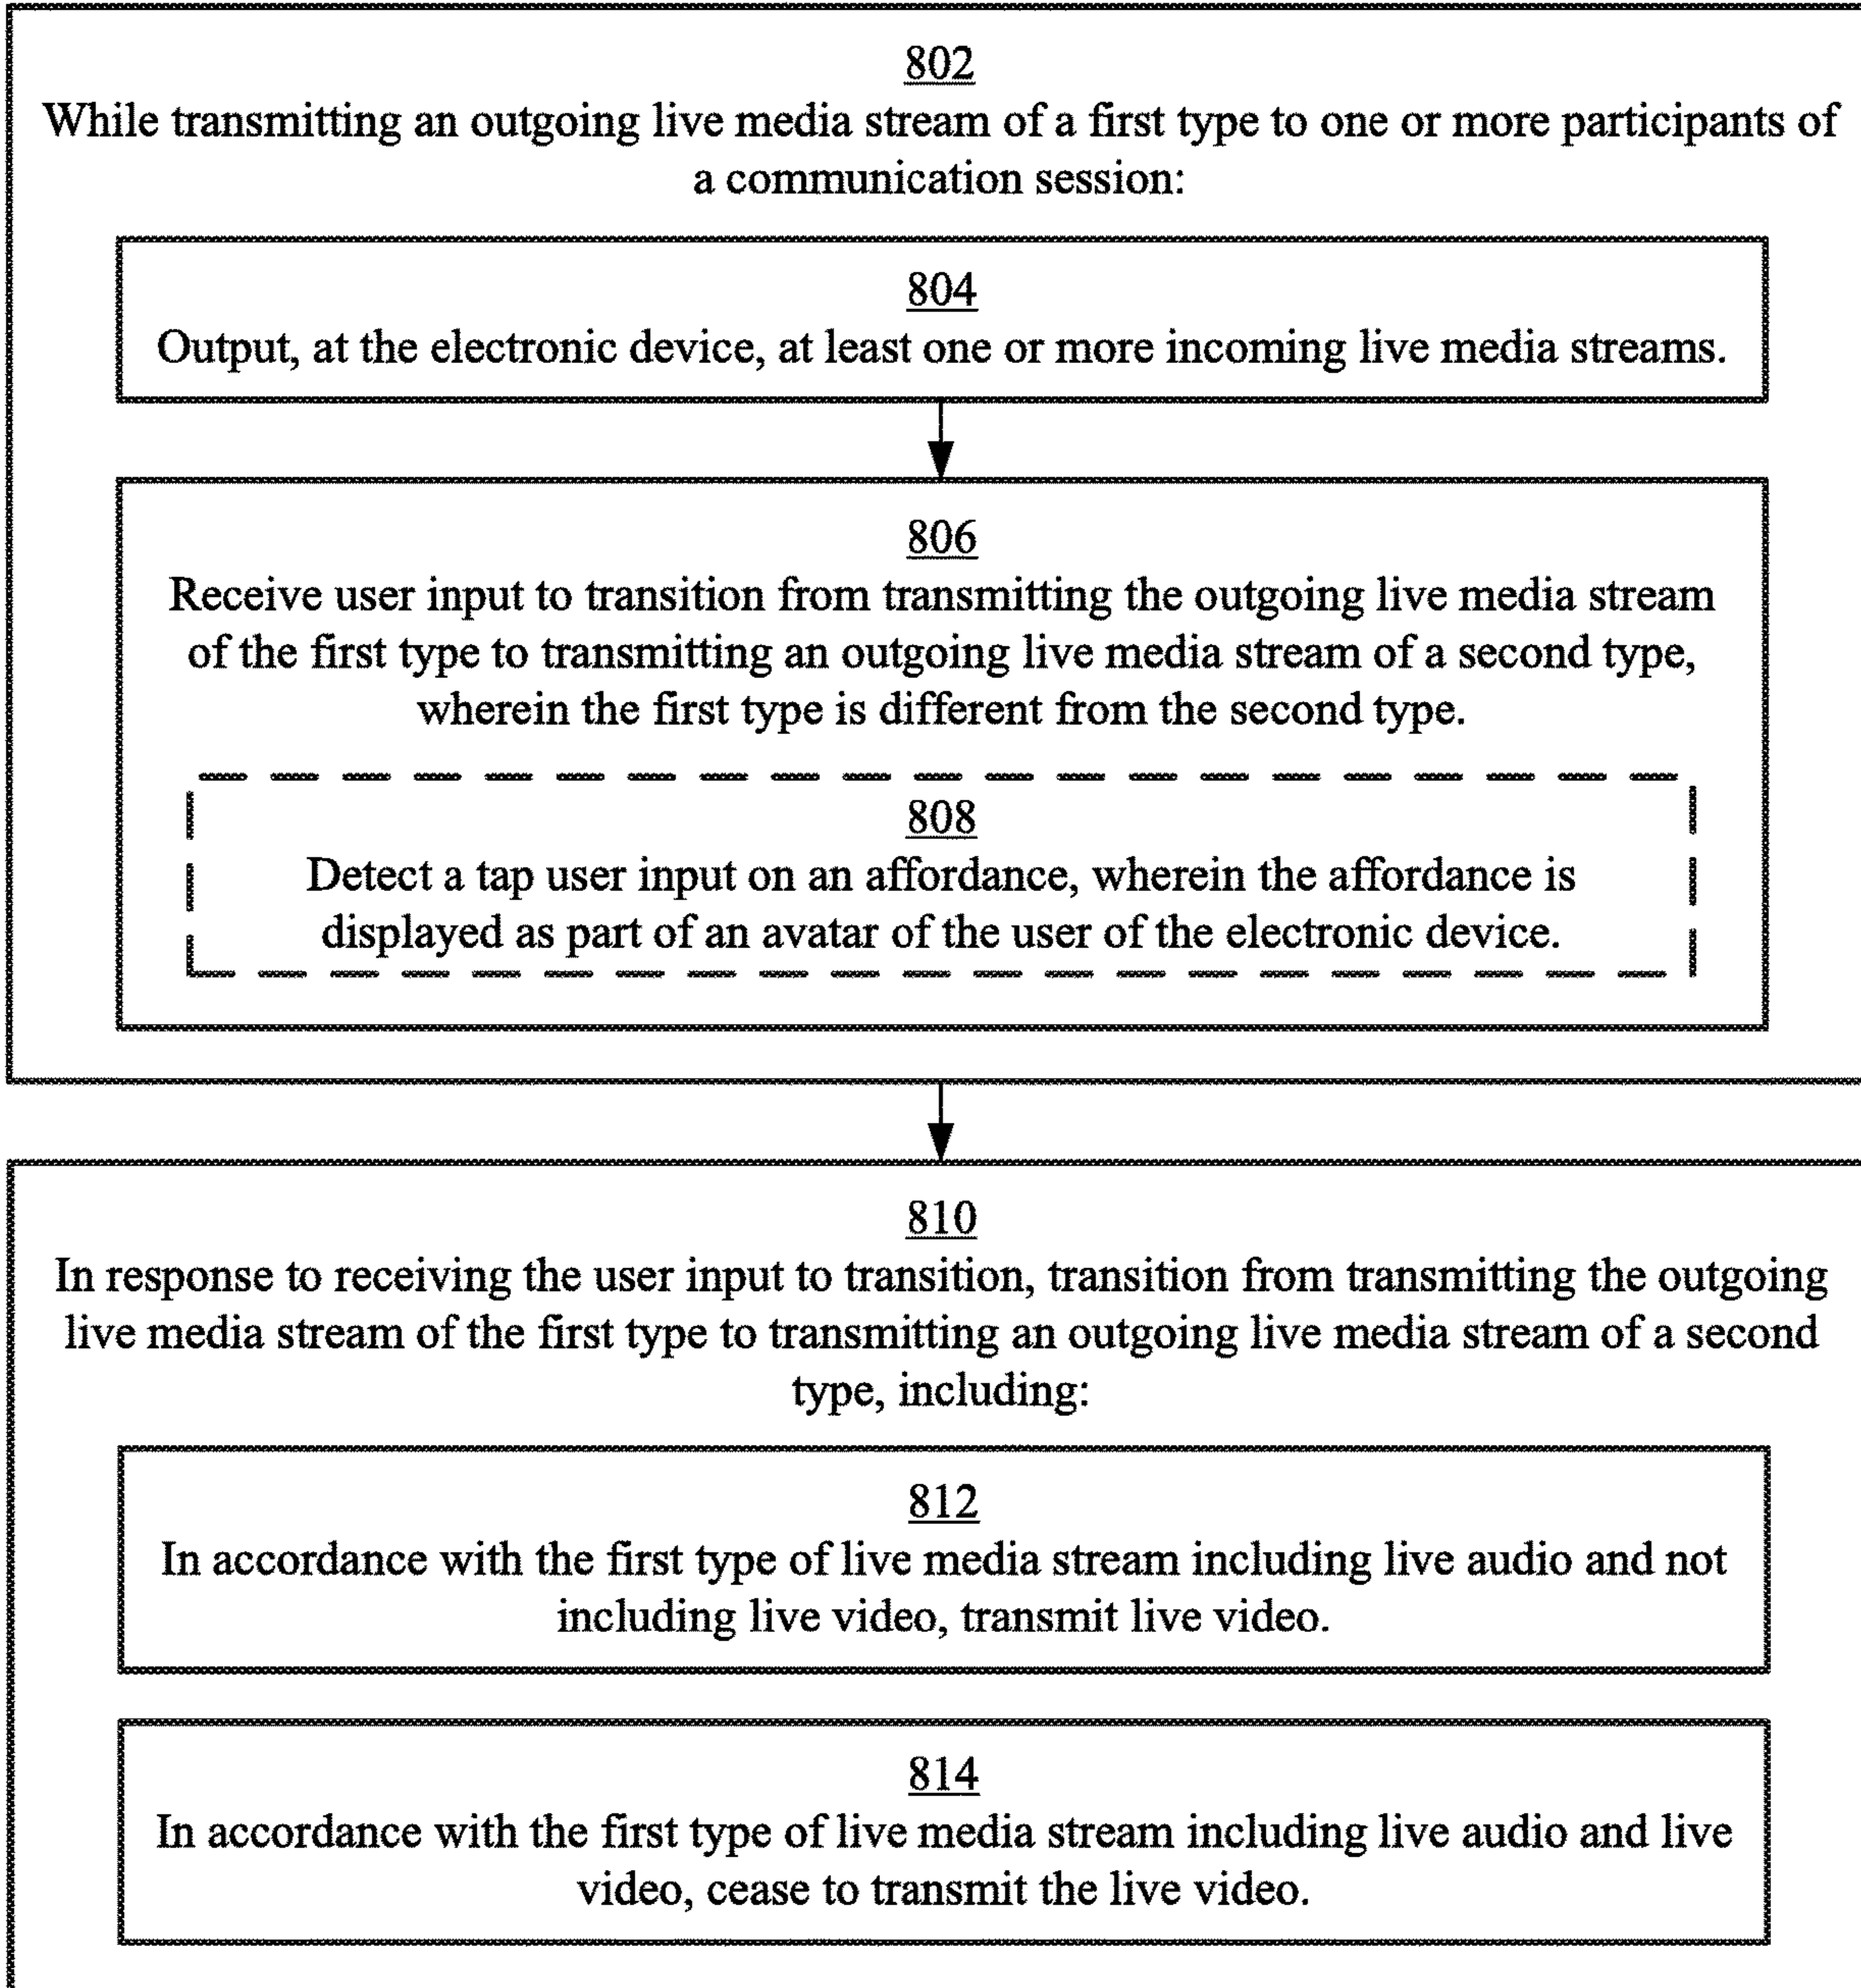 802
While transmitting an outgoing live media stream of a first type to one or more participants of
a communication session:
804
Output, at the electronic device, at least one or more incoming live media streams.
806
Receive user input to transition from transmitting the outgoing live media stream
of the first type to transmitting an outgoing live media stream of a second type,
wherein the first type is different from the second type.
808
Detect a tap user input on an affordance, wherein the affordance is
displayed as part of an avatar of the user of the electronic device.
810
In response to receiving the user input to transition, transition from transmitting the outgoing
live media stream of the first type to transmitting an outgoing live media stream of a second
type, including:
812
In accordance with the first type of live media stream including live audio and not
including live video, transmit live video.
814
In accordance with the first type of live media stream including live audio and live
video, cease to transmit the live video.